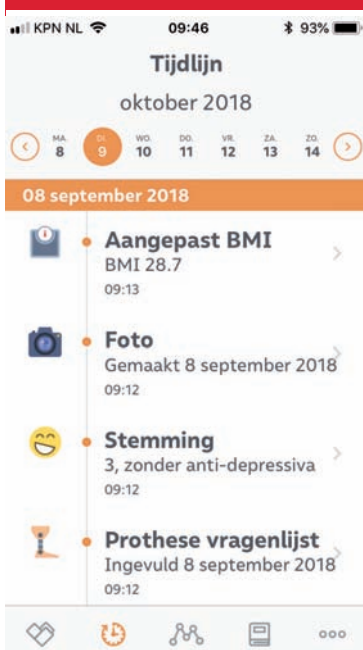 KPN NL 09:46 93%
Tijdlijn
oktober 2018
MA. DI. WO. DO. VR. ZA. ZO.
8 9 10 11 12 13 14
08 september 2018
Aangepast BMI
BMI 28.7
09:13
Foto
Gemaakt 8 september 2018
09:12
Stemming
3, zonder anti-depressiva
09:12
Prothese vragenlijst
Ingevuld 8 september 2018
09:12